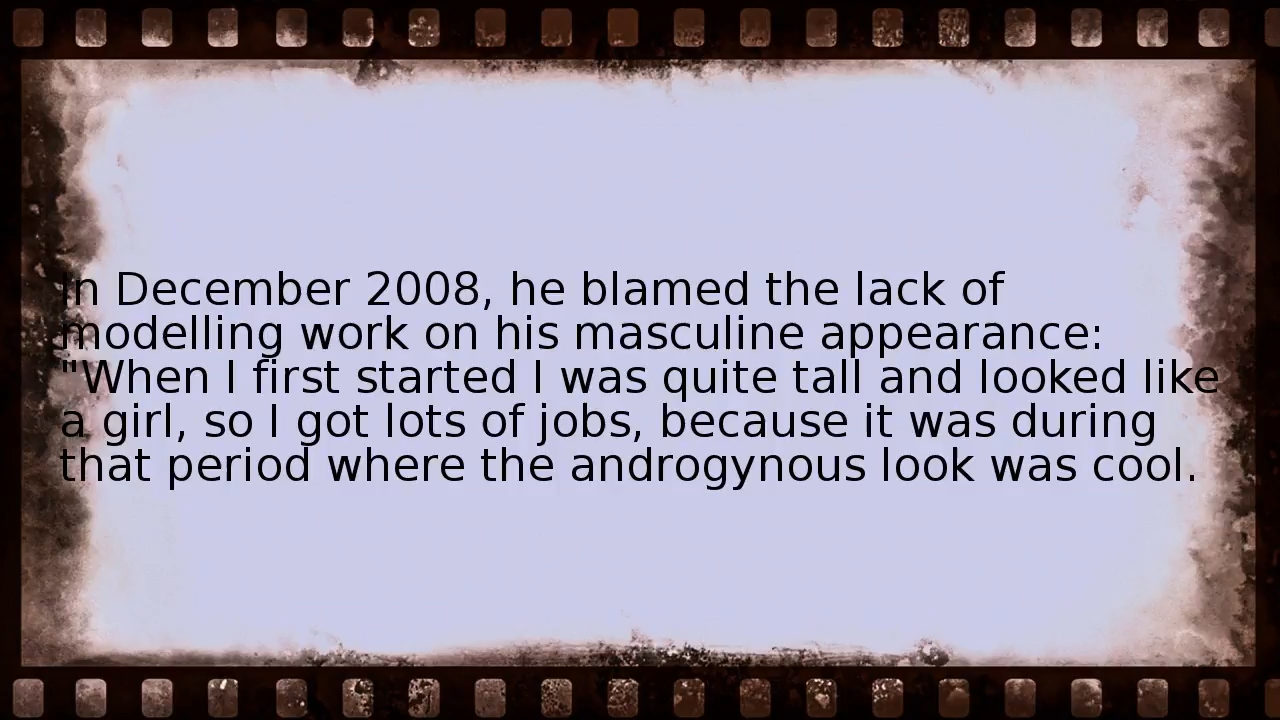 In December 2008, he blamed the lack of
modelling work on his masculine appearance:
"When I first started I was quite tall and looked like
a girl, so I got lots of jobs, because it was during
that period where the androgynous look was cool.